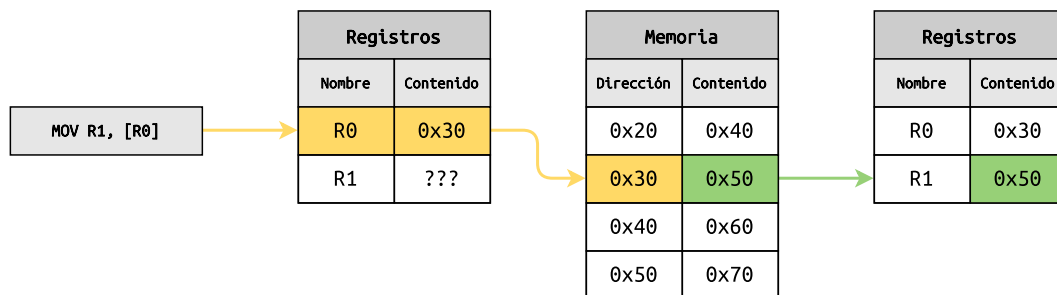 MOV R1, [R0]
Registros
Nombre Contenido
R0 0x30
R1 ???
Memoria
Dirección Contenido
0x20 0x40
0x30 0x50
0x40 0x60
0x50 0x70
Registros
Nombre Contenido
R0 0x30
R1 0x50